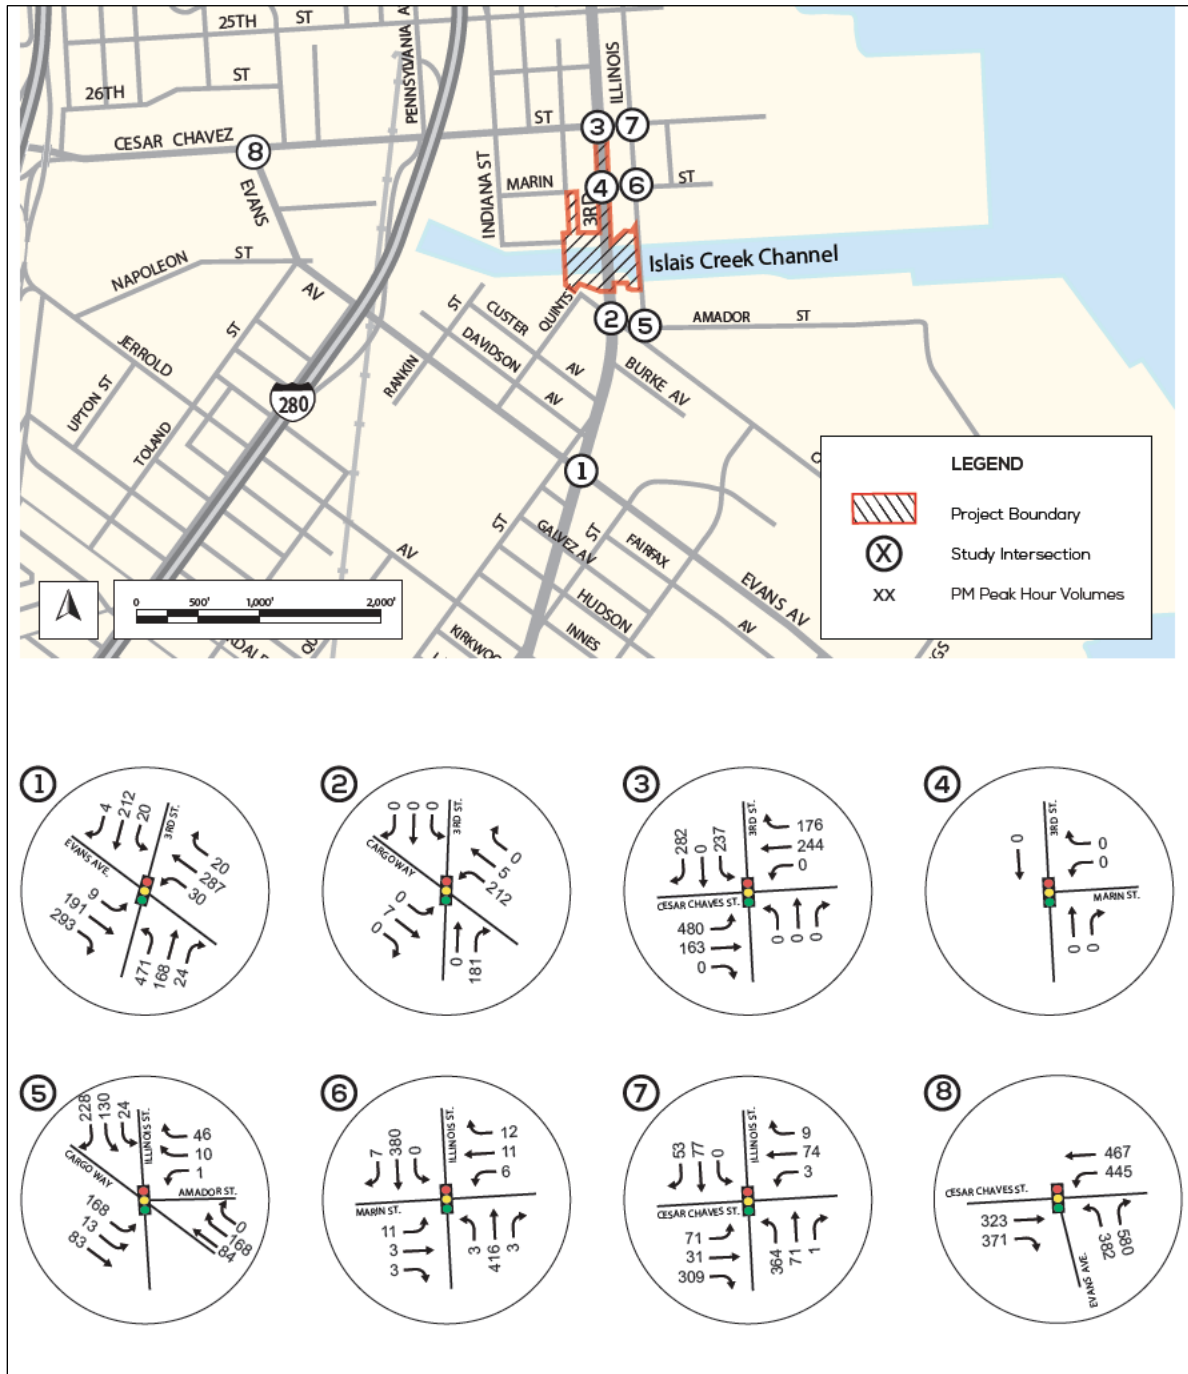 25TH ST
PENNSYLVANIA A
ILLINOIS
26TH ST
CESAR CHAVEZ ST
3
7
8
EVANS
INDIANA ST
MARIN ST
4
6
3RD
Islais Creek Channel
NAPOLEON ST
AV
ST
CUSTER
QUINT ST
2
5
AMADOR ST
JERROLD
ST
DAVIDSON
AV
BURKE AV
UPTON ST
280
RANKIN
AV
TOLAND
1
ST
AV
GALVEZ AV
ST
FAIRFAX
EVANS AV
HUDSON
AV
INNES
KIRKWOO
GS
LEGEND
Project Boundary
X Study Intersection
XX PM Peak Hour Volumes
0 500' 1,000' 2,000'
1
4 212 20
3RD ST.
EVANS AVE.
20
287
30
9
191
293
471 168 24
2
0 0 0
3RD ST.
CARGO WAY
0
5
212
0
7
0
0 181
3
282 0 237
3RD ST.
176
244
0
CESAR CHAVES ST.
480
163
0
0 0 0
4
0
3RD ST.
0
0
MARIN ST.
0 0
5
228 130 24
ILLINOIS ST.
46
10
1
CARGO WAY
AMADOR ST.
168
13
83
0
168
84
6
7 380 0
ILLINOIS ST.
12
11
6
MARIN ST.
11
3
3
3 416 3
7
53 77 0
ILLINOIS ST.
9
74
3
CESAR CHAVES ST.
71
31
309
364 71 1
8
467
445
CESAR CHAVES ST.
323
371
382 580
EVANS AVE.